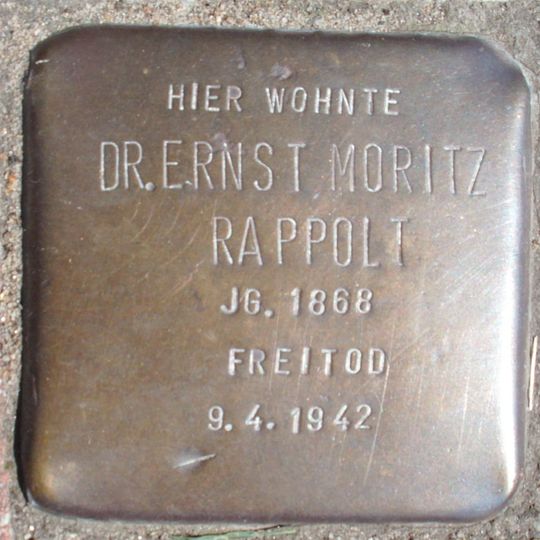 HIER WOHNTE
DR. ERNST MORITZ
RAPPOLT
JG. 1868
FREITOD
9.4.1942